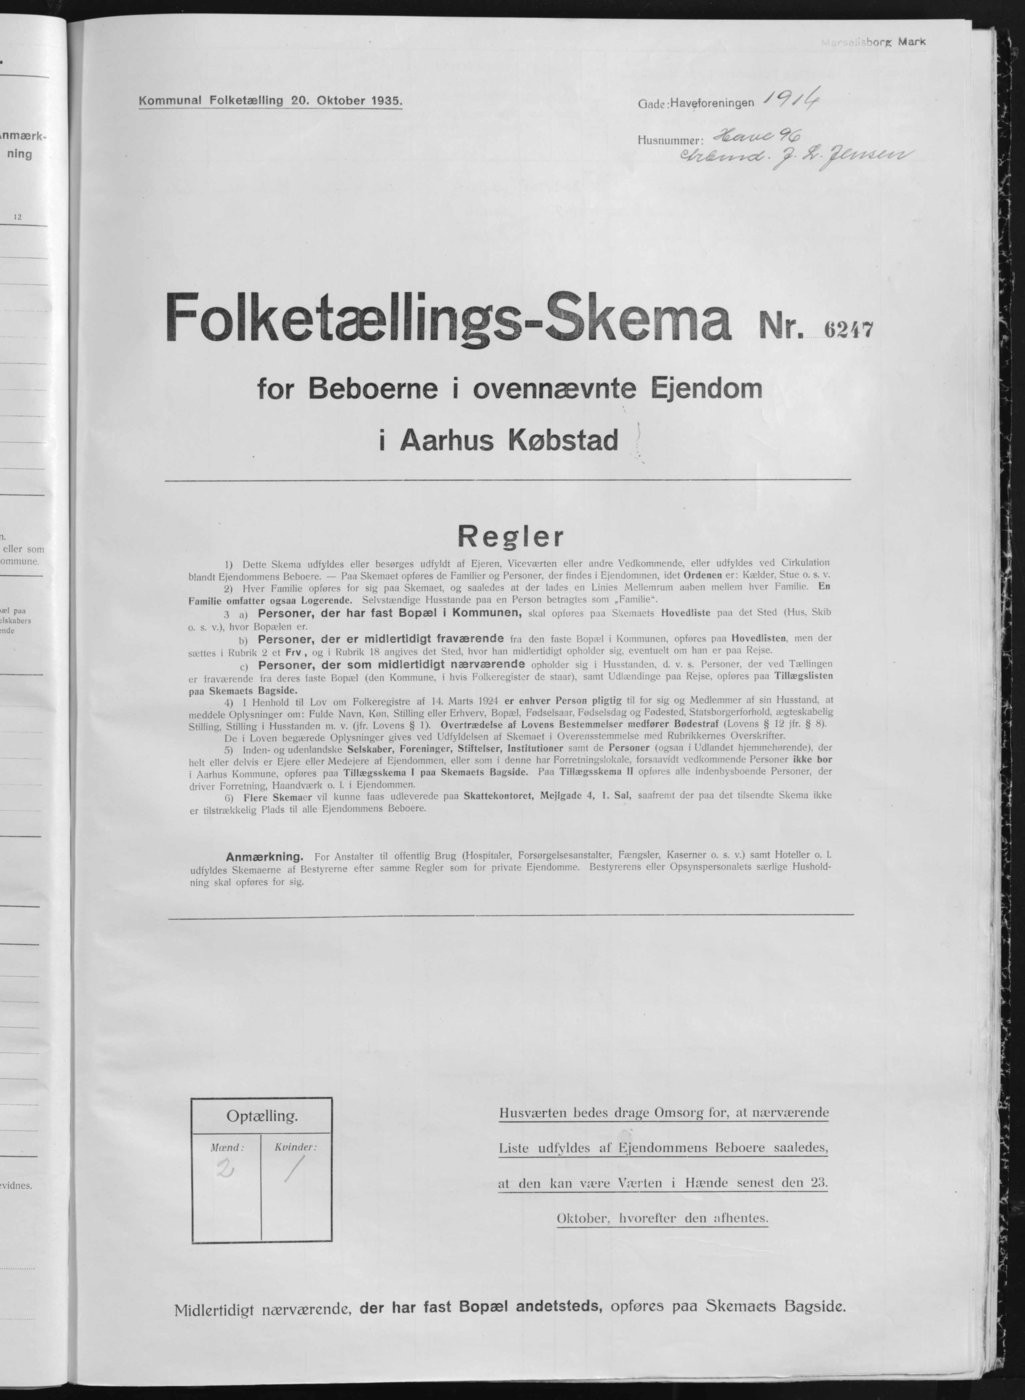 Marselisborg Mark
Kommunal Folketælling 20. Oktober 1935.
Gade: Haveforeningen 1914
Husnummer: Have 96
J. L. Jensen
Folketællings-Skema Nr. 6247
for Beboerne i ovennævnte Ejendom
i Aarhus Købstad
Regler
1) Dette Skema udfyldes eller besørges udfyldt af Ejeren, Viceværten eller andre Vedkommende, eller udfyldes ved Cirkulation
blandt Ejendommens Beboere. — Paa Skemaet opføres de Familier og Personer, der findes i Ejendommen, idet Ordenen er: Kælder, Stue o. s. v.
2) Hver Familie opføres for sig paa Skemaet, og saaledes at der lades en Linies Mellemrum aaben mellem hver Familie. En
Familie omfatter ogsaa Logerende. Selvstændige Husstande paa en Person betragtes som „Familie“.
3 a) Personer, der har fast Bopæl i Kommunen, skal opføres paa Skemaets Hovedliste paa det Sted (Hus, Skib
o. s. v.), hvor Bopælen er.
b) Personer, der er midlertidigt fraværende fra den faste Bopæl i Kommunen, opføres paa Hovedlisten, men der
sættes i Rubrik 2 et Frv., og i Rubrik 18 angives det Sted, hvor han midlertidigt opholder sig, eventuelt om han er paa Rejse.
c) Personer, der som midlertidigt nærværende opholder sig i Husstanden, d. v. s. Personer, der ved Tællingen
er fraværende fra deres faste Bopæl (den Kommune, i hvis Folkeregister de staar), samt Udlændinge paa Rejse, opføres paa Tillægslisten
paa Skemaets Bagside.
4) I Henhold til Lov om Folkeregistre af 14. Marts 1924 er enhver Person pligtig til for sig og Medlemmer af sin Husstand, at
meddele Oplysninger om: Fulde Navn, Køn, Stilling eller Erhverv, Bopæl, Fødselsaar, Fødselsdag og Fødested, Statsborgerforhold, ægteskabelig
Stilling, Stilling i Husstanden m. v. (jfr. Lovens § 1). Overtrædelse af Lovens Bestemmelser medfører Bødestraf (Lovens § 12 jfr. § 8).
De i Loven begærede Oplysninger gives ved Udfyldelsen af Skemaet i Overensstemmelse med Rubrikkernes Overskrifter.
5) Inden- og udenlandske Selskaber, Foreninger, Stiftelser, Institutioner samt de Personer (ogsaa i Udlandet hjemmehørende), der
helt eller delvis er Ejere eller Medejere af Ejendommen, eller som i denne har Forretningslokale, forsaavidt vedkommende Personer ikke bor
i Aarhus Kommune, opføres paa Tillægsskema I paa Skemaets Bagside. Paa Tillægsskema II opføres alle indenbysboende Personer, der
driver Forretning, Haandværk o. l. i Ejendommen.
6) Flere Skemaer vil kunne faas udleverede paa Skattekontoret, Mejlgade 4, 1. Sal, saafremt der paa det tilsendte Skema ikke
er tilstrækkelig Plads til alle Ejendommens Beboere.
Anmærkning. For Anstalter til offentlig Brug (Hospitaler, Forsørgelsesanstalter, Fængsler, Kaserner o. s. v.) samt Hoteller o. l.
udfyldes Skemaerne af Bestyrerne efter samme Regler som for private Ejendomme. Bestyrerens eller Opsynspersonalets særlige Hushold-
ning skal opføres for sig.
Optælling.
Mænd: Kvinder:
2 1
Husværten bedes drage Omsorg for, at nærværende
Liste udfyldes af Ejendommens Beboere saaledes,
at den kan være Værten i Hænde senest den 23.
Oktober, hvorefter den afhentes.
Midlertidigt nærværende, der har fast Bopæl andetsteds, opføres paa Skemaets Bagside.